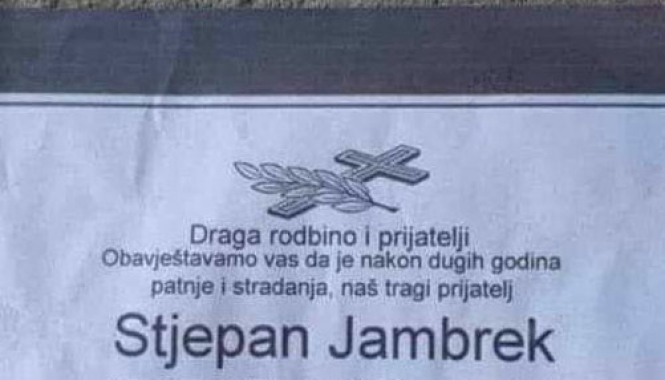 Draga rodbino i prijatelji
Obavještavamo vas da je nakon dugih godina
patnje i stradanja, naš tragi prijatelj
Stjepan Jambrek